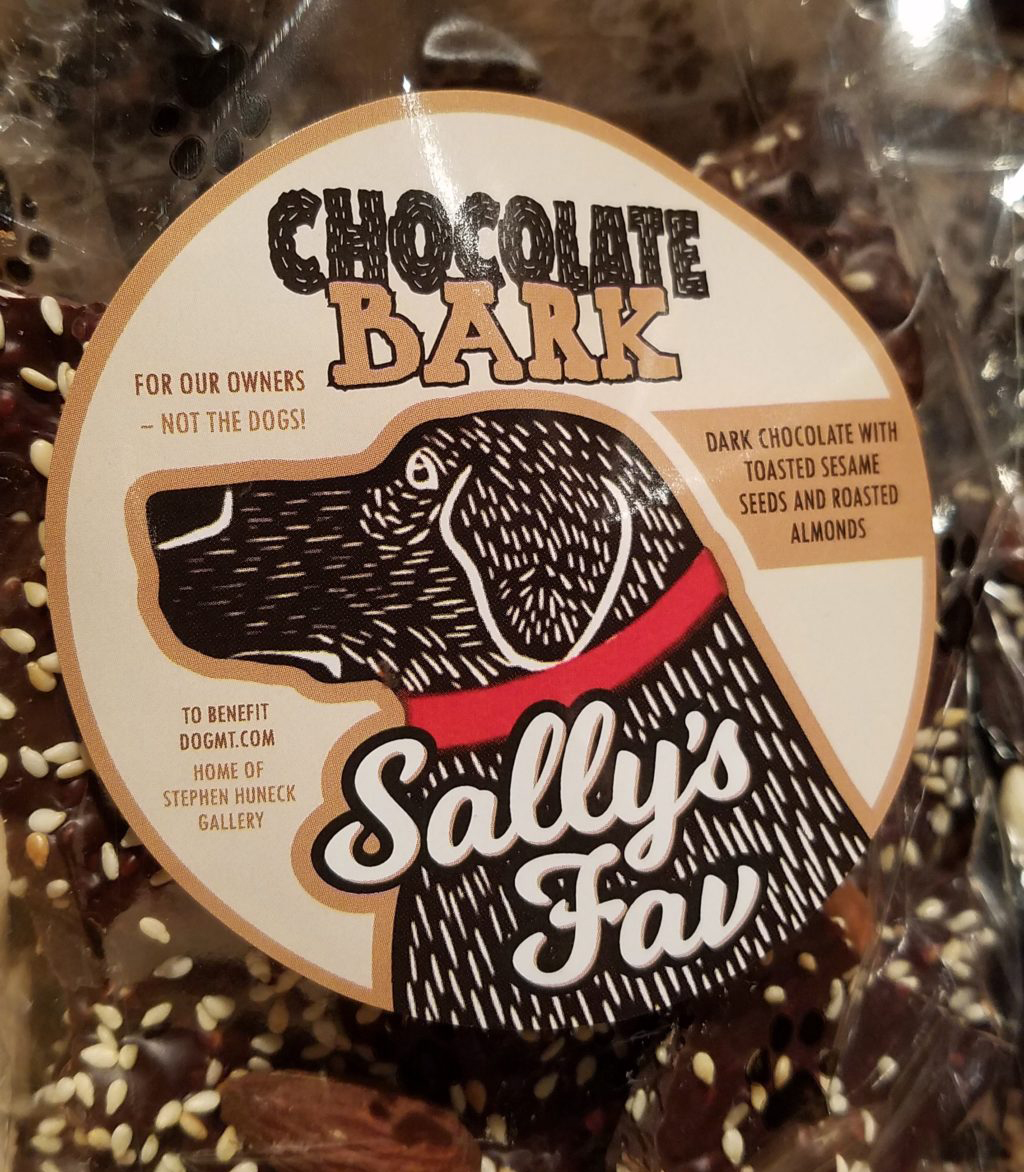 CHOCOLATE
BARK
FOR OUR OWNERS
– NOT THE DOGS!
DARK CHOCOLATE WITH
TOASTED SESAME
SEEDS AND ROASTED
ALMONDS
TO BENEFIT
DOGMT.COM
HOME OF
STEPHEN HUNECK
GALLERY
Sally's
Fav